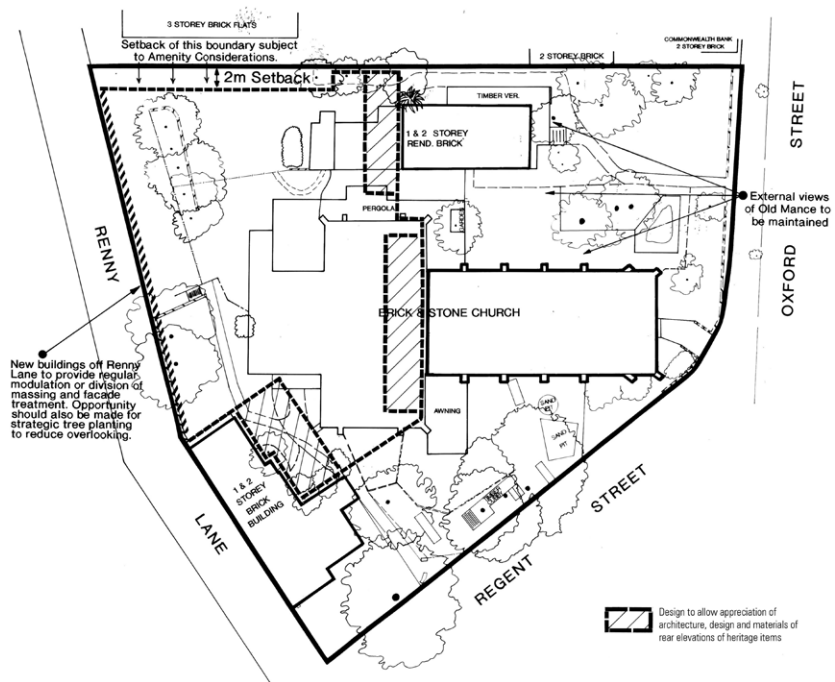 3 STOREY BRICK FLATS
Setback of this boundary subject
to Amenity Considerations.
2m Setback
2 STOREY BRICK
COMMONWEALTH BANK
2 STOREY BRICK
TIMBER VER.
1 & 2 STOREY
REND. BRICK
STREET
OXFORD
External views
of Old Mance to
be maintained
PERGOLA
RENNY
BRICK & STONE CHURCH
New buildings off Renny
Lane to provide regular
modulation or division of
massing and facade
treatment. Opportunity
should also be made for
strategic tree planting
to reduce overlooking.
AWNING
SAND
PIT
SAND
PIT
1 & 2
STOREY
BRICK
BUILDING
LANE
REGENT
STREET
Design to allow appreciation of
architecture, design and materials of
rear elevations of heritage items